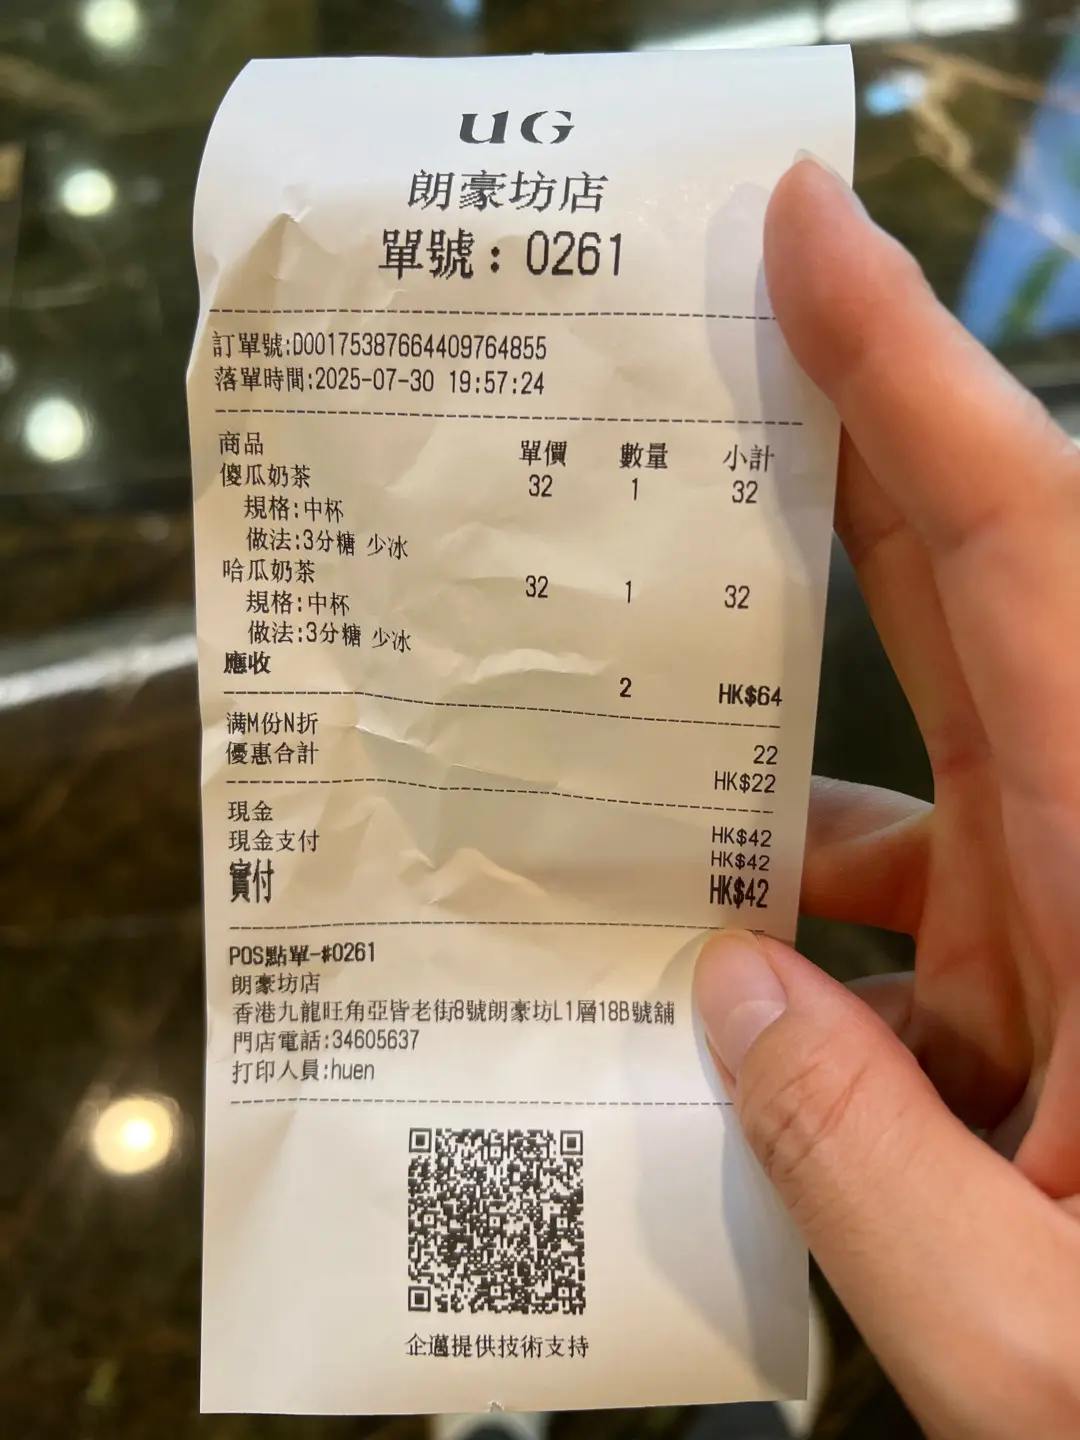 UG
朗豪坊店
單號：0261
訂單號:D00175387664409764855
落單時間:2025-07-30 19:57:24
商品 單價 數量 小計
傻瓜奶茶 32 1 32
規格:中杯
做法:3分糖 少冰
哈瓜奶茶 32 1 32
規格:中杯
做法:3分糖 少冰
應收 2 HK$64
满M份N折 22
優惠合計 HK$22
現金 HK$42
現金支付 HK$42
實付 HK$42
POS點單-#0261
朗豪坊店
香港九龍旺角亞皆老街8號朗豪坊L1層18B號舖
門店電話:34605637
打印人員:huen
企邁提供技術支持